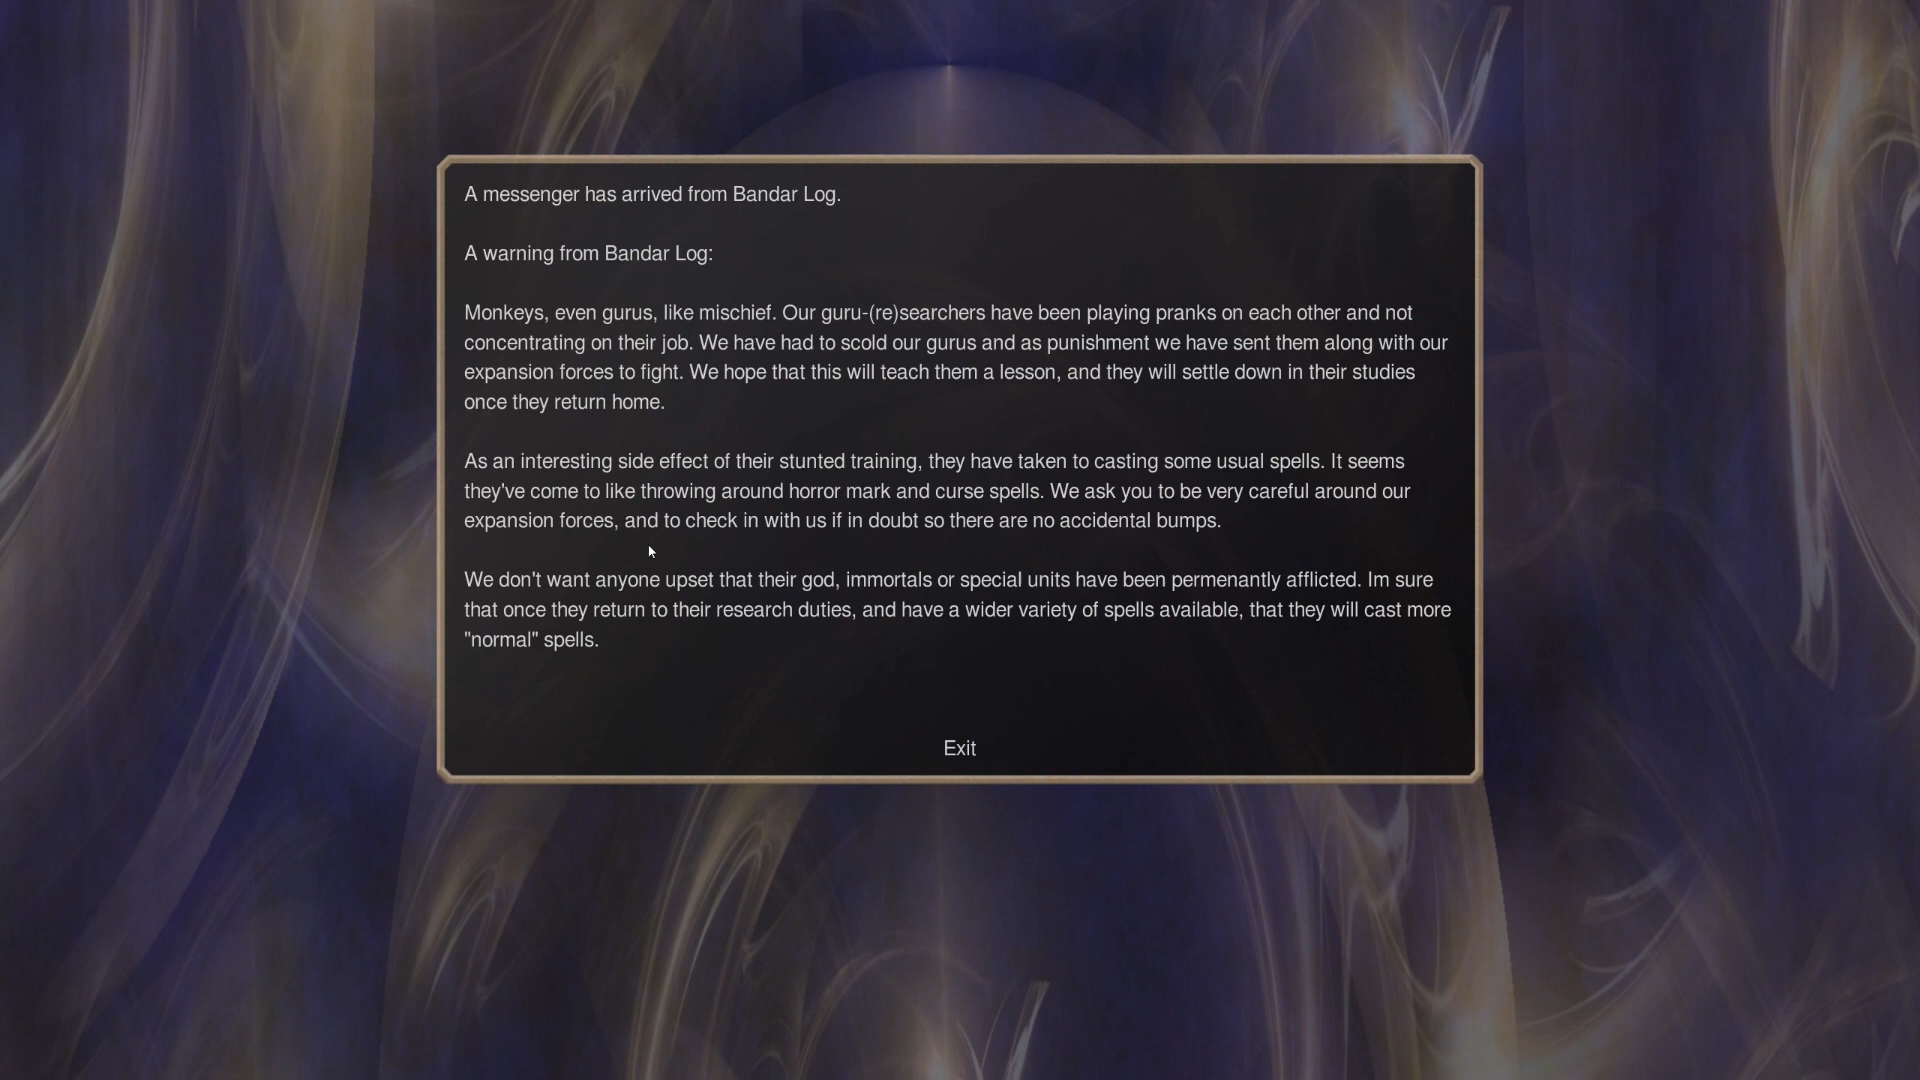 A messenger has arrived from Bandar Log.
A warning from Bandar Log:
Monkeys, even gurus, like mischief. Our guru-(re)searchers have been playing pranks on each other and not
concentrating on their job. We have had to scold our gurus and as punishment we have sent them along with our
expansion forces to fight. We hope that this will teach them a lesson, and they will settle down in their studies
once they return home.
As an interesting side effect of their stunted training, they have taken to casting some usual spells. It seems
they've come to like throwing around horror mark and curse spells. We ask you to be very careful around our
expansion forces, and to check in with us if in doubt so there are no accidental bumps.
We don't want anyone upset that their god, immortals or special units have been permenantly afflicted. Im sure
that once they return to their research duties, and have a wider variety of spells available, that they will cast more
"normal" spells.
Exit